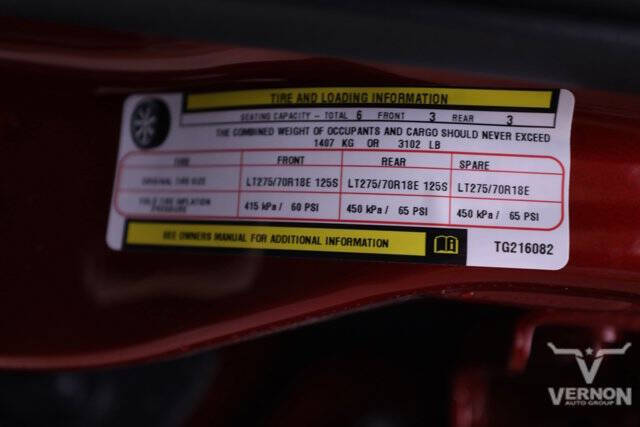 TIRE AND LOADING INFORMATION
SEATING CAPACITY - TOTAL 6 FRONT 3 REAR 3
THE COMBINED WEIGHT OF OCCUPANTS AND CARGO SHOULD NEVER EXCEED
1407 KG OR 3102 LB
TIRE FRONT REAR SPARE
ORIGINAL TIRE SIZE LT275/70R18E 125S LT275/70R18E 125S LT275/70R18E
COLD TIRE INFLATION PRESSURE 415 kPa / 60 PSI 450 kPa / 65 PSI 450 kPa / 65 PSI
SEE OWNERS MANUAL FOR ADDITIONAL INFORMATION
TG216082
VERNON
AUTO GROUP